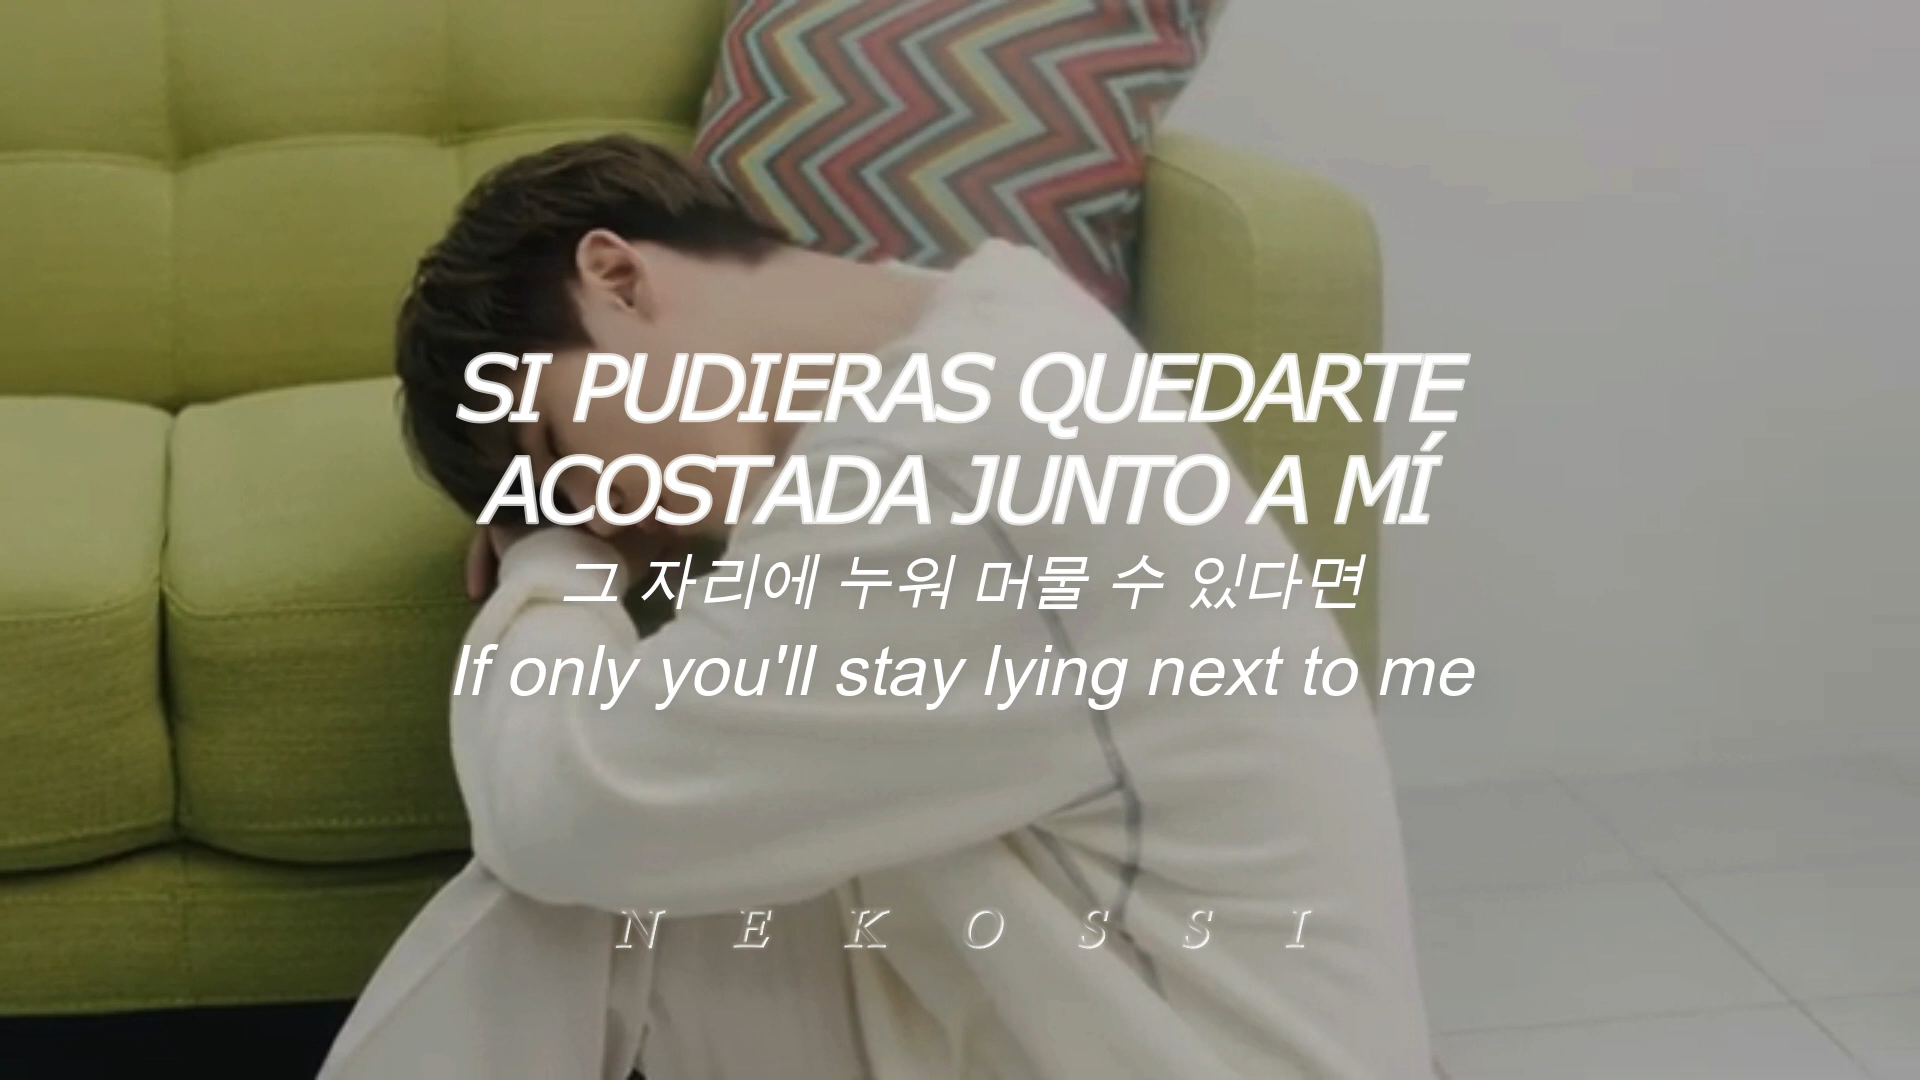 SI PUDIERAS QUEDARTE
ACOSTADA JUNTO A MÍ
그 자리에 누워 머물 수 있다면
If only you'll stay lying next to me
NEKOSSI